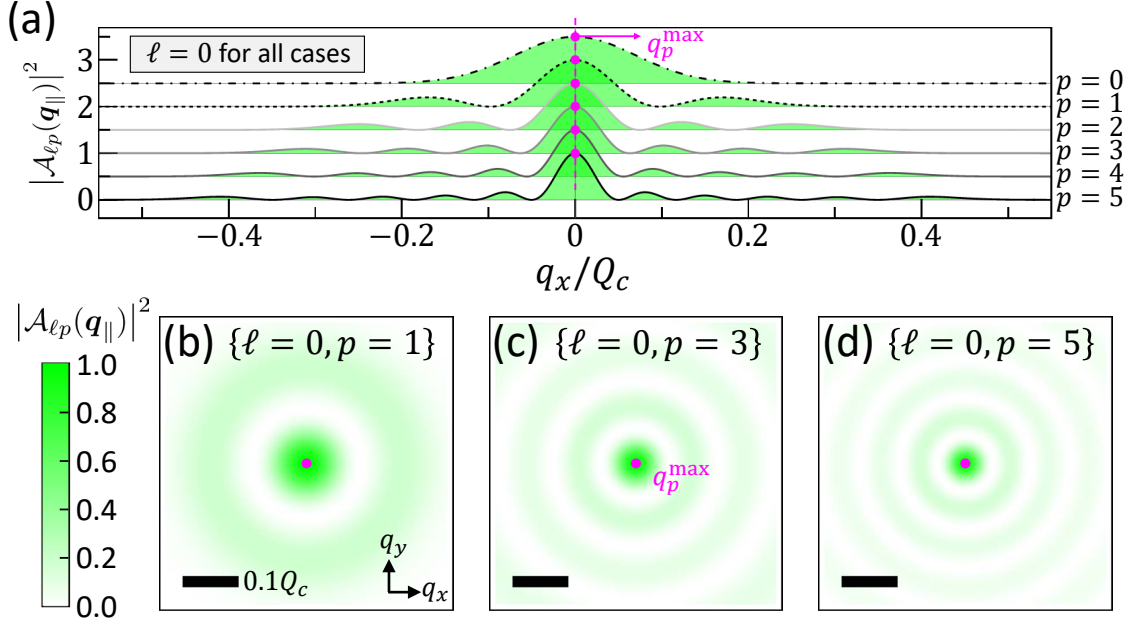 (a)
ℓ = 0 for all cases
q_p^max
|𝒜_ℓp(q_∥)|²
3
2
1
0
p = 0
p = 1
p = 2
p = 3
p = 4
p = 5
−0.4 −0.2 0 0.2 0.4
q_x/Q_c
|𝒜_ℓp(q_∥)|²
1.0
0.8
0.6
0.4
0.2
0.0
(b) {ℓ = 0, p = 1}
0.1Q_c
q_y
q_x
(c) {ℓ = 0, p = 3}
q_p^max
(d) {ℓ = 0, p = 5}